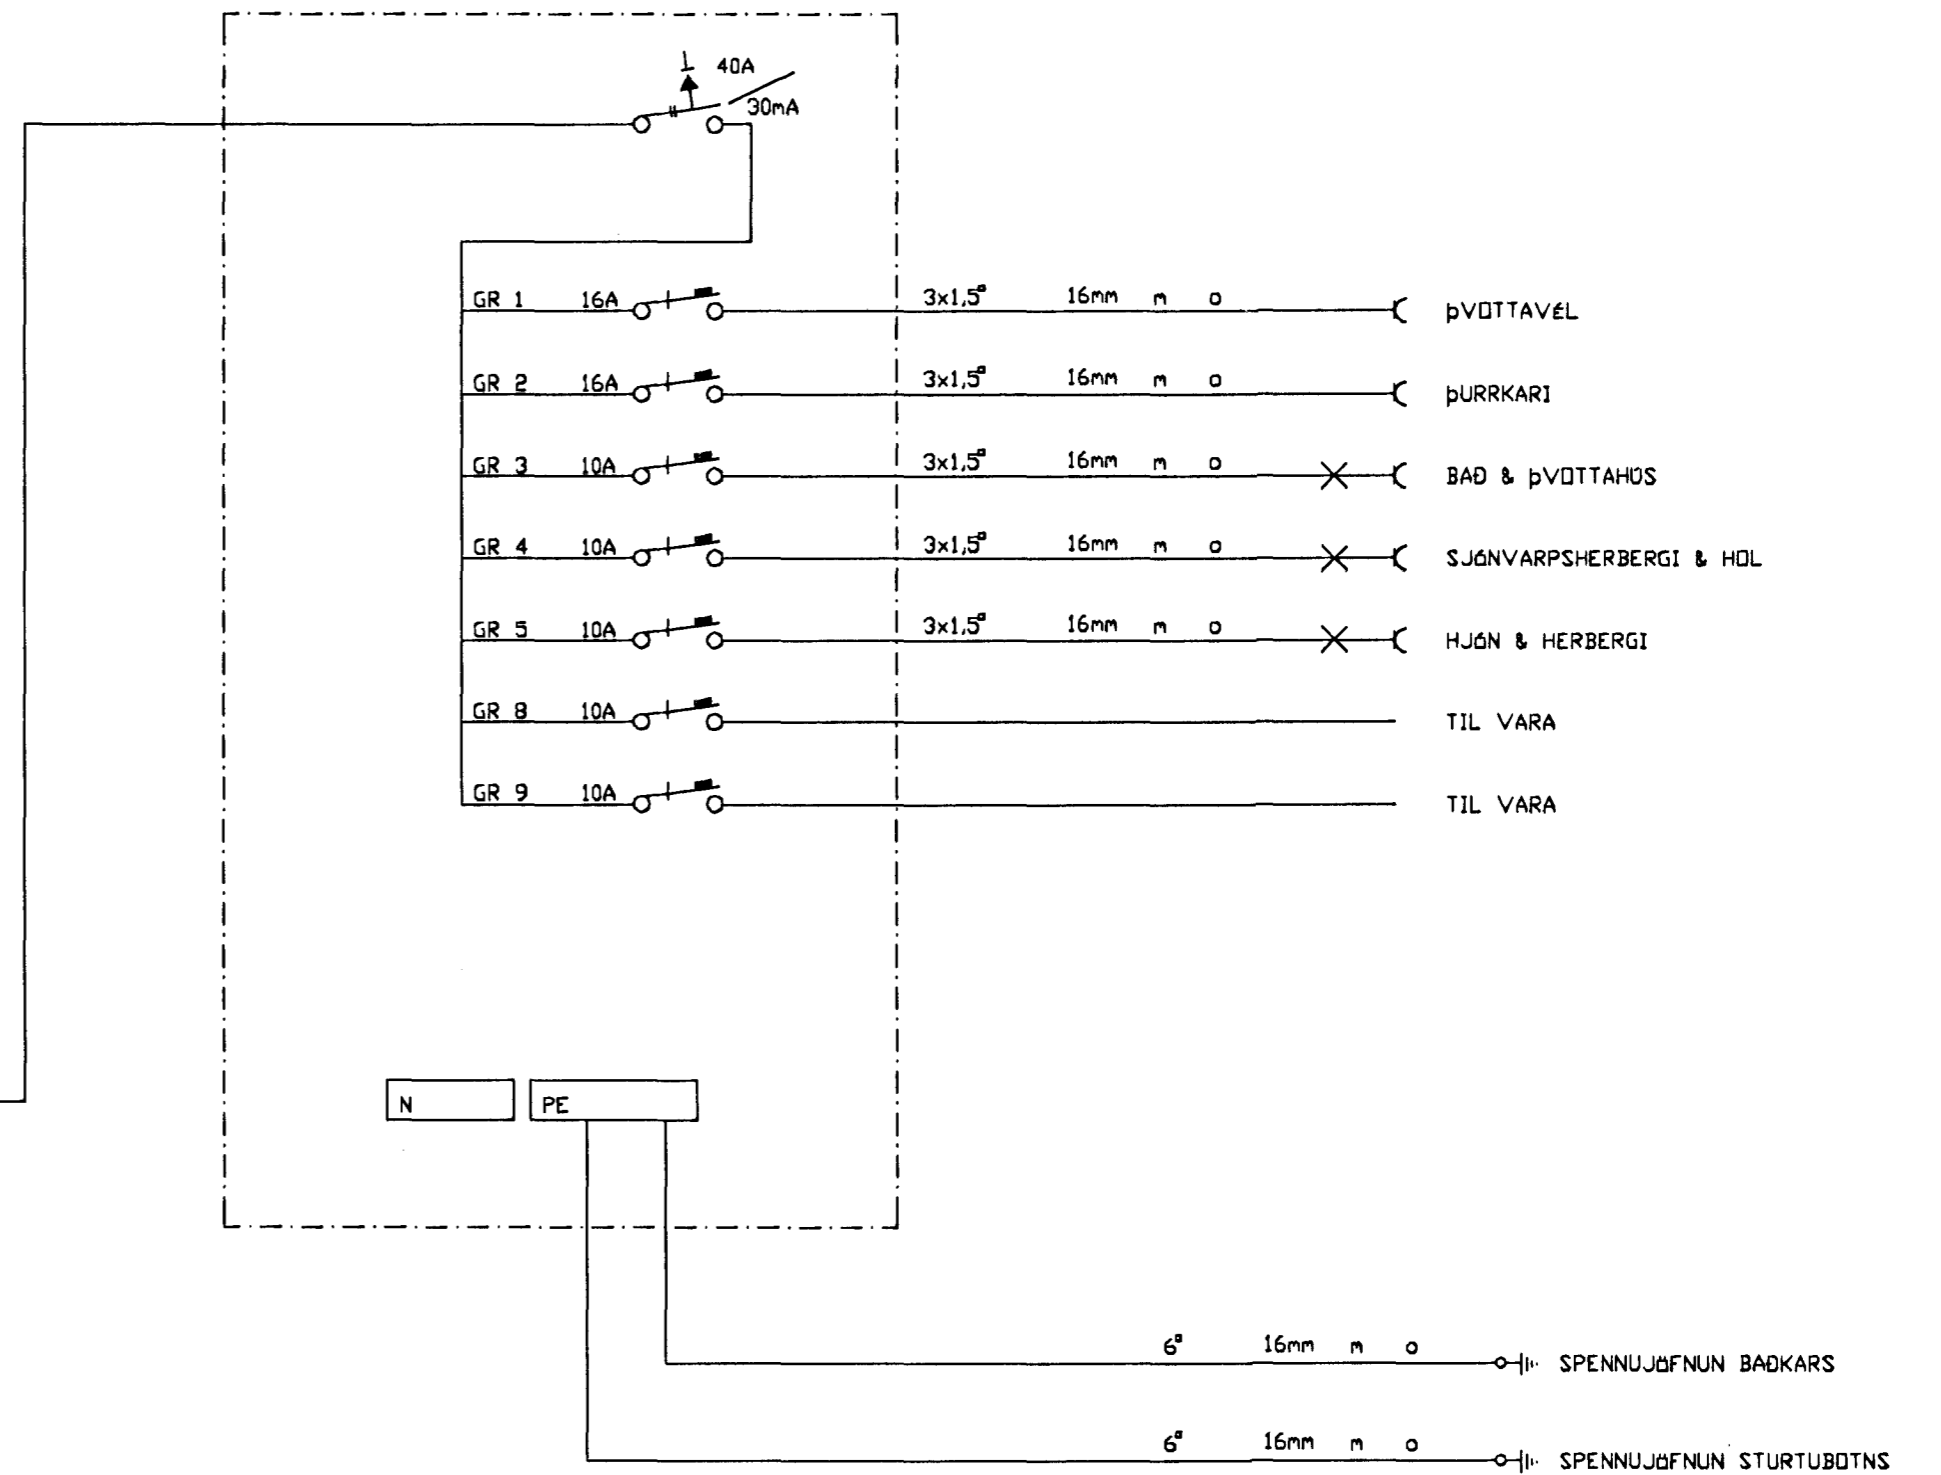 40A
30mA
GR 1 16A 3x1,5▫ 16mm m o ÞVOTTAVÉL
GR 2 16A 3x1,5▫ 16mm m o ÞURRKARI
GR 3 10A 3x1,5▫ 16mm m o BAÐ & ÞVOTTAHÚS
GR 4 10A 3x1,5▫ 16mm m o SJÓNVARPSHERBERGI & HOL
GR 5 10A 3x1,5▫ 16mm m o HJÓN & HERBERGI
GR 8 10A TIL VARA
GR 9 10A TIL VARA
N PE
6▫ 16mm m o SPENNUJÖFNUN BAÐKARS
6▫ 16mm m o SPENNUJÖFNUN STURTUBOTNS